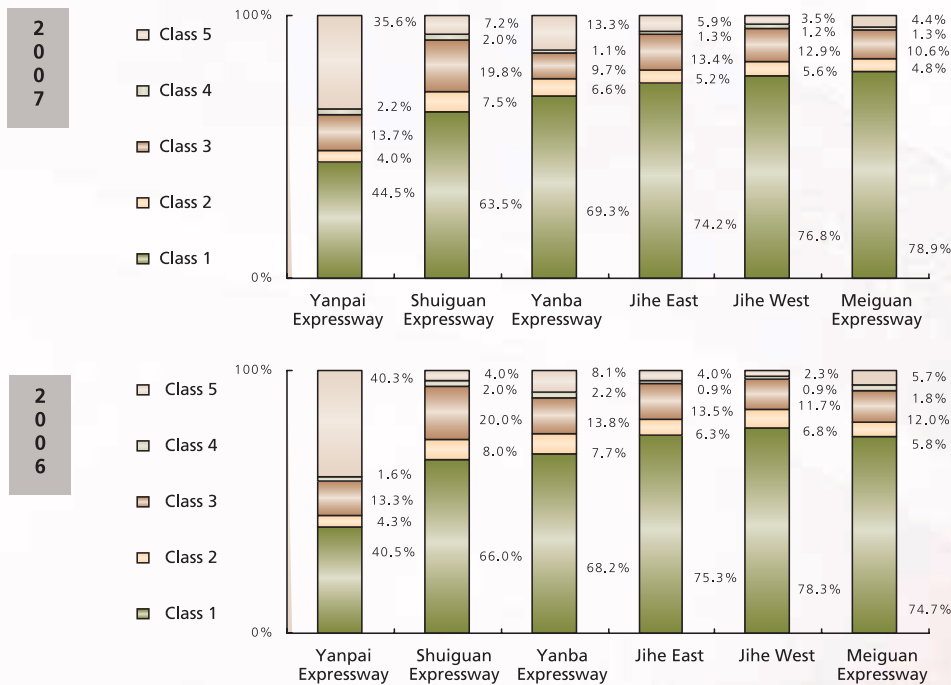 2
0
0
7
Class 5
Class 4
Class 3
Class 2
Class 1
100%
0%
35.6%
2.2%
13.7%
4.0%
44.5%
7.2%
2.0%
19.8%
7.5%
63.5%
13.3%
1.1%
9.7%
6.6%
69.3%
5.9%
1.3%
13.4%
5.2%
74.2%
3.5%
1.2%
12.9%
5.6%
76.8%
4.4%
1.3%
10.6%
4.8%
78.9%
Yanpai
Expressway
Shuiguan
Expressway
Yanba
Expressway
Jihe East
Jihe West
Meiguan
Expressway
2
0
0
6
Class 5
Class 4
Class 3
Class 2
Class 1
100%
0%
40.3%
1.6%
13.3%
4.3%
40.5%
4.0%
2.0%
20.0%
8.0%
66.0%
8.1%
2.2%
13.8%
7.7%
68.2%
4.0%
0.9%
13.5%
6.3%
75.3%
2.3%
0.9%
11.7%
6.8%
78.3%
5.7%
1.8%
12.0%
5.8%
74.7%
Yanpai
Expressway
Shuiguan
Expressway
Yanba
Expressway
Jihe East
Jihe West
Meiguan
Expressway